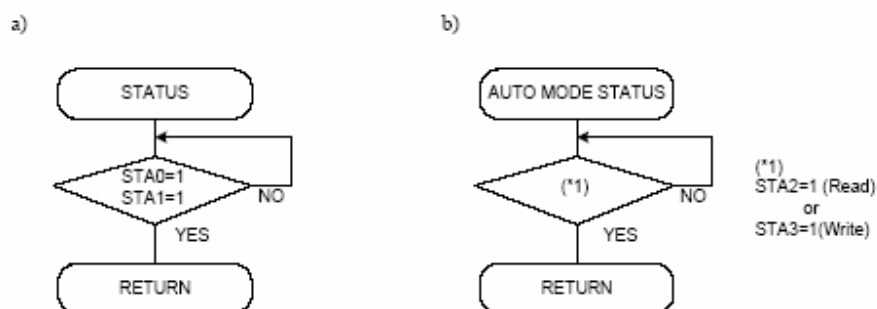 a)
STATUS
STA0=1
STA1=1
NO
YES
RETURN
b)
AUTO MODE STATUS
(*1)
NO
YES
RETURN
(*1)
STA2=1 (Read)
or
STA3=1(Write)